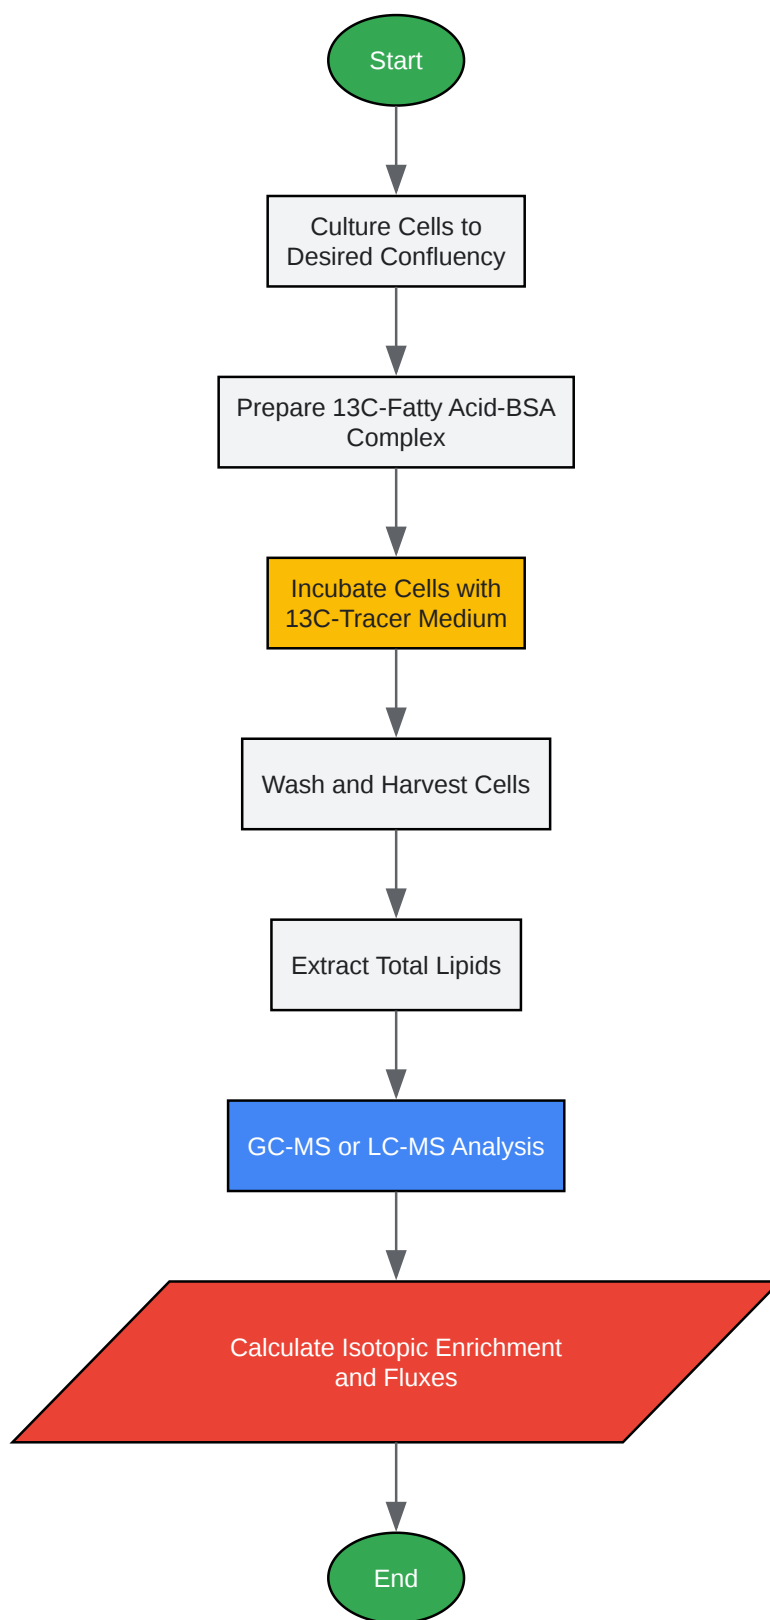 Start
Culture Cells to
Desired Confluency
Prepare 13C-Fatty Acid-BSA
Complex
Incubate Cells with
13C-Tracer Medium
Wash and Harvest Cells
Extract Total Lipids
GC-MS or LC-MS Analysis
Calculate Isotopic Enrichment
and Fluxes
End